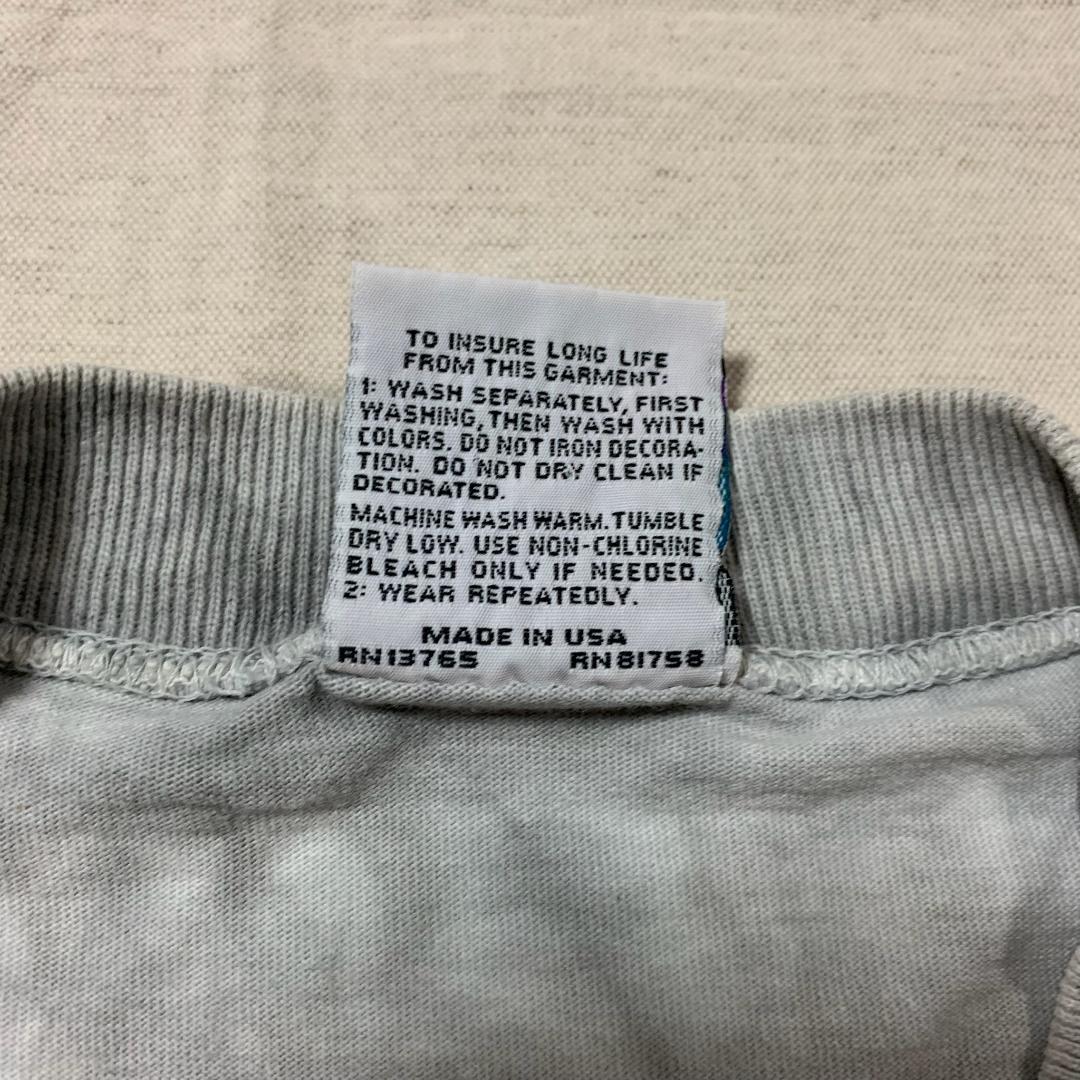 TO INSURE LONG LIFE
FROM THIS GARMENT:
1: WASH SEPARATELY, FIRST
WASHING, THEN WASH WITH
COLORS. DO NOT IRON DECORA-
TION. DO NOT DRY CLEAN IF
DECORATED.
MACHINE WASH WARM. TUMBLE
DRY LOW. USE NON-CHLORINE
BLEACH ONLY IF NEEDED.
2: WEAR REPEATEDLY.
MADE IN USA
RN13765 RN81758